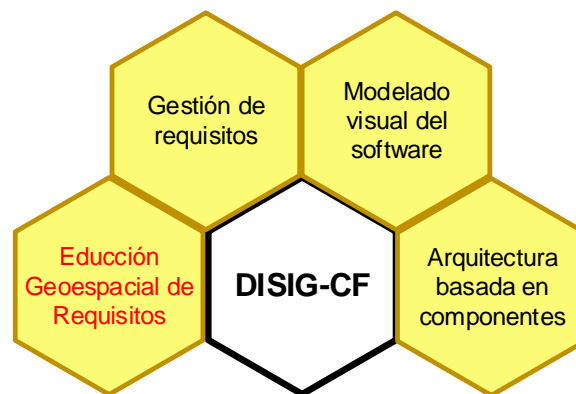 Gestión de
requisitos
Modelado
visual del
software
Educción
Geoespacial de
Requisitos
DISIG-CF
Arquitectura
basada en
componentes